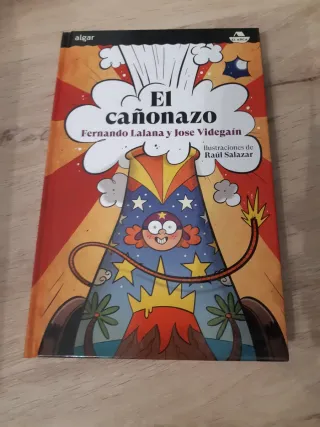 algar
El
cañonazo
Fernando Lalana y Jose Videgaín
Ilustraciones de
Raúl Salazar